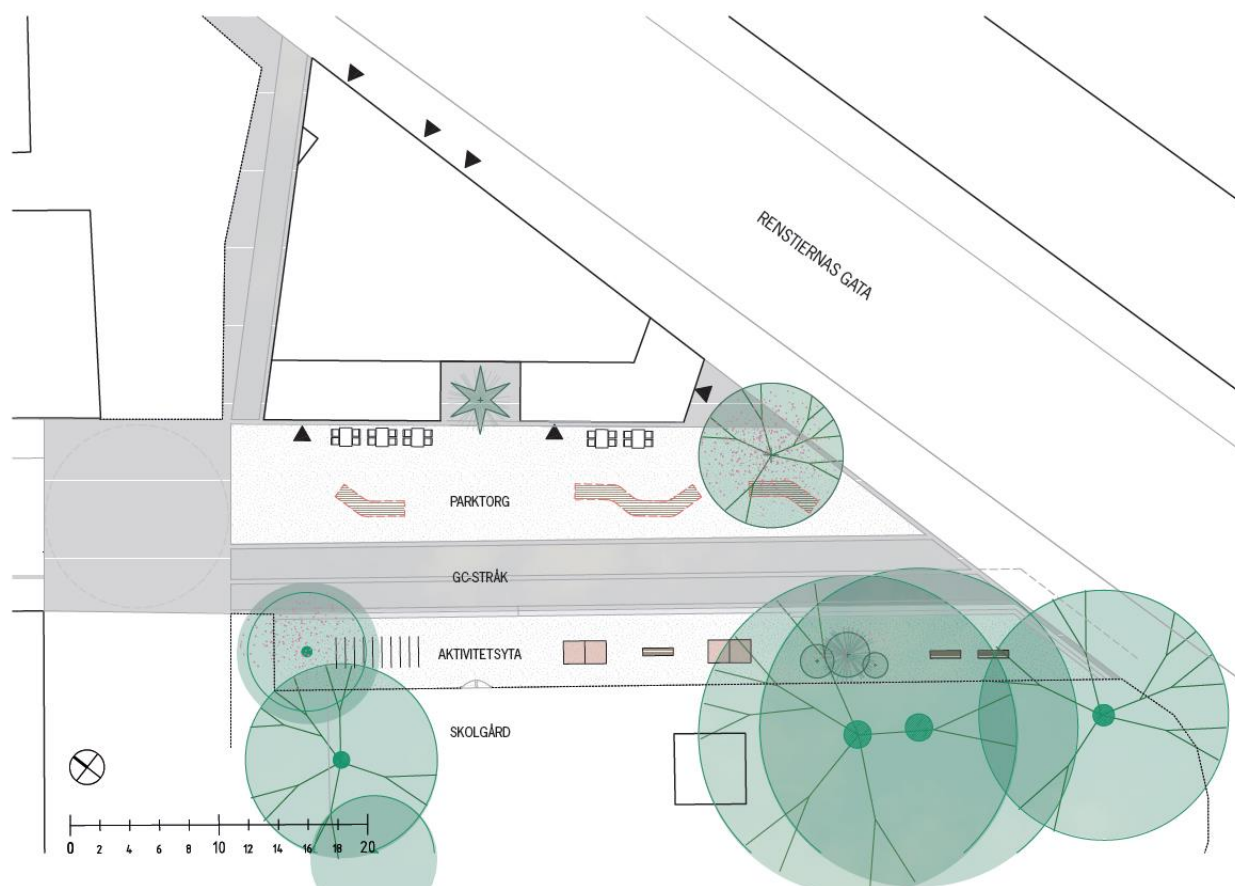 RENSTIERNAS GATA
PARKTORG
GC-STRÅK
AKTIVITETSYTA
SKOLGÅRD
0 2 4 6 8 10 12 14 16 18 20